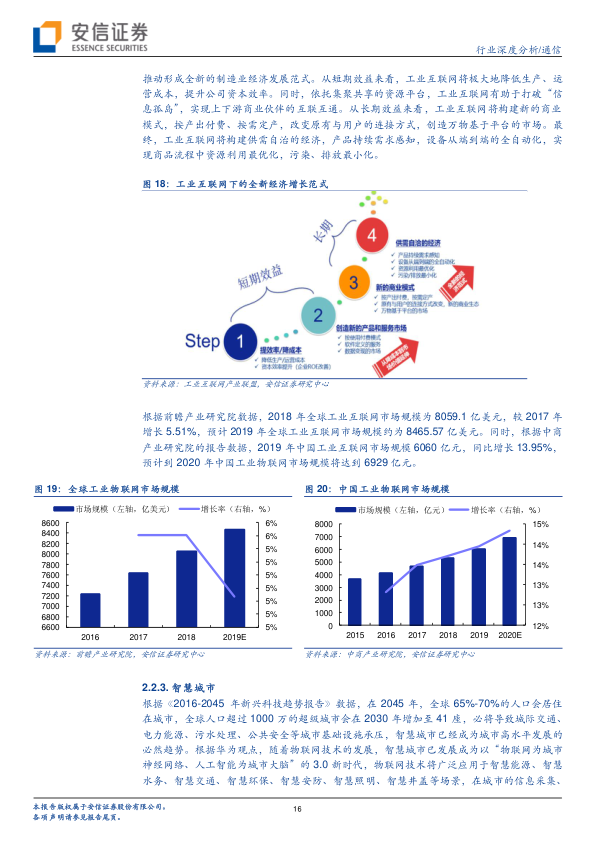 安信证券
ESSENCE SECURITIES
行业深度分析/通信
推动形成全新的制造业经济发展范式。从短期效益来看，工业互联网将极大地降低生产、运
营成本，提升公司资本效率。同时，依托集聚共享的资源平台，工业互联网有助于打破“信
息孤岛”，实现上下游商业伙伴的互联互通。从长期效益来看，工业互联网将构建新的商业
模式，按产出付费、按需定产，改变原有与用户的连接方式，创造万物基于平台的市场。最
终，工业互联网将构建供需自治的经济，产品持续需求感知，设备从端到端的全自动化，实
现商品流程中资源利用最优化，污染、排放最小化。
图 18：工业互联网下的全新经济增长范式
长期
4
供需自洽的经济
产品持续需求感知
设备从端到端的全自动化
资源利用最优化
污染/排放最小化
短期效益
3
新的商业模式
按产出付费，按需定产
原有与用户的连接方式改变，新的商业生态
万物基于平台的市场
2
创造新的产品和服务市场
按使用付费模式
软件定义的服务
数据变现的市场
Step 1
提效率/降成本
降低生产/运营成本
资本效率提升（企业和IT改善）
资料来源：工业互联网产业联盟，安信证券研究中心
根据前瞻产业研究院数据，2018 年全球工业互联网市场规模为 8059.1 亿美元，较 2017 年
增长 5.51%，预计 2019 年全球工业互联网市场规模约为 8465.57 亿美元。同时，根据中商
产业研究院的报告数据，2019 年中国工业互联网市场规模 6060 亿元，同比增长 13.95%，
预计到 2020 年中国工业物联网市场规模将达到 6929 亿元。
图 19：全球工业物联网市场规模
市场规模（左轴，亿美元） 增长率（右轴，%）
8600 6%
8400 6%
8200 5%
8000 5%
7800 5%
7600 5%
7400 5%
7200 5%
7000 5%
6800 5%
6600 5%
2016 2017 2018 2019E
资料来源：前瞻产业研究院，安信证券研究中心
图 20：中国工业物联网市场规模
市场规模（左轴，亿元） 增长率（右轴，%）
8000 15%
7000 14%
6000
5000 14%
4000 13%
3000
2000 13%
1000
0 12%
2015 2016 2017 2018 2019 2020E
资料来源：中商产业研究院，安信证券研究中心
2.2.3. 智慧城市
根据《2016-2045 年新兴科技趋势报告》数据，在 2045 年，全球 65%-70%的人口会居住
在城市，全球人口超过 1000 万的超级城市会在 2030 年增加至 41 座，必将导致城际交通、
电力能源、污水处理、公共安全等城市基础设施承压，智慧城市已经成为城市高水平发展的
必然趋势。根据华为观点，随着物联网技术的发展，智慧城市已发展成为以“物联网为城市
神经网络、人工智能为城市大脑”的 3.0 新时代，物联网技术将广泛应用于智慧能源、智慧
水务、智慧交通、智慧环保、智慧安防、智慧照明、智慧井盖等场景，在城市的信息采集、
本报告版权属于安信证券股份有限公司。
16
各项声明请参见报告尾页。